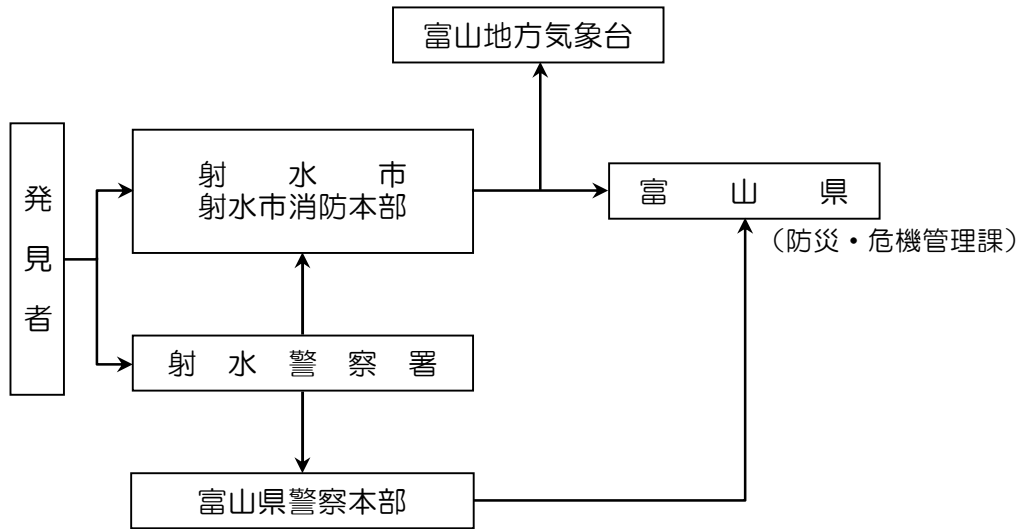 富山地方気象台
発見者
射水市
射水市消防本部
富山県
（防災・危機管理課）
射水警察署
富山県警察本部